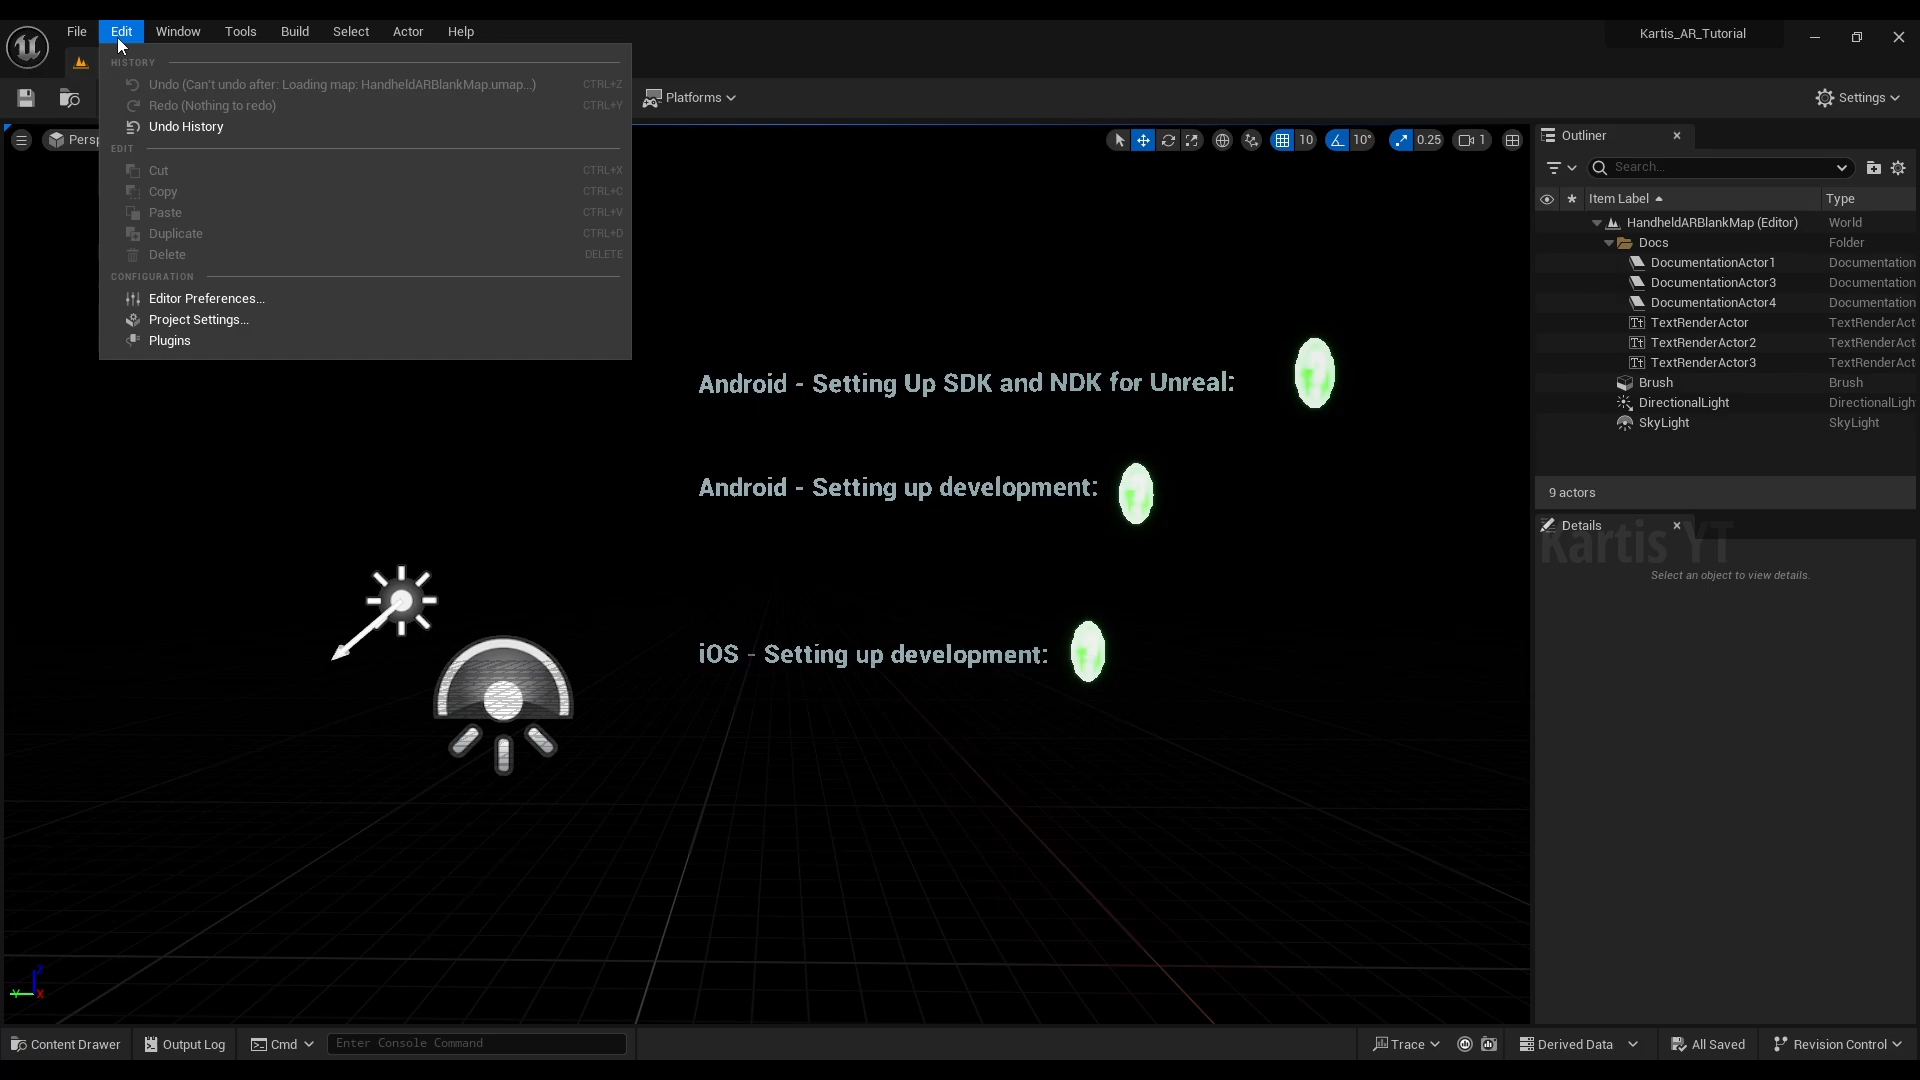 File Edit Window Tools Build Select Actor Help
Kartis_AR_Tutorial
HISTORY
Undo (Can't undo after: Loading map: HandheldARBlankMap.umap...) CTRL+Z
Redo (Nothing to redo) CTRL+Y
Undo History
EDIT
Cut CTRL+X
Copy CTRL+C
Paste CTRL+V
Duplicate CTRL+D
Delete DELETE
CONFIGURATION
Editor Preferences...
Project Settings...
Plugins
Platforms
Settings
Persp
10 10° 0.25 1
Outliner
Search...
Item Label Type
HandheldARBlankMap (Editor) World
Docs Folder
DocumentationActor1 Documentation
DocumentationActor3 Documentation
DocumentationActor4 Documentation
TextRenderActor TextRenderAct
TextRenderActor2 TextRenderAct
TextRenderActor3 TextRenderAct
Brush Brush
DirectionalLight DirectionalLigh
SkyLight SkyLight
9 actors
Details
Kartis YT
Select an object to view details.
Android - Setting Up SDK and NDK for Unreal:
Android - Setting up development:
iOS - Setting up development:
Z
Y X
Content Drawer Output Log Cmd Enter Console Command Trace Derived Data All Saved Revision Control